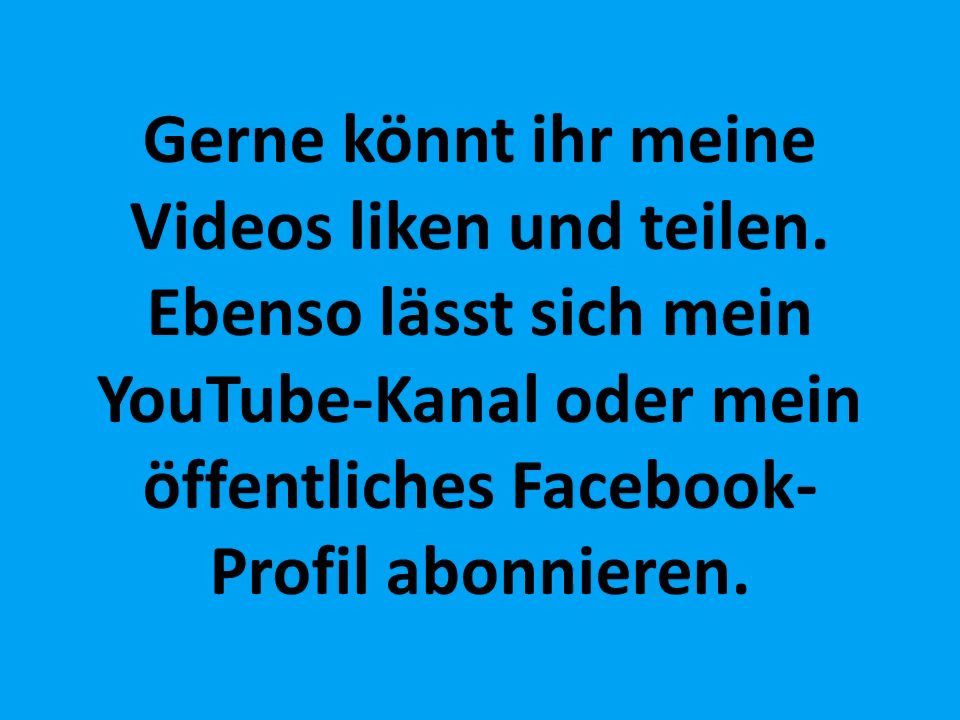 Gerne könnt ihr meine
Videos liken und teilen.
Ebenso lässt sich mein
YouTube-Kanal oder mein
öffentliches Facebook-
Profil abonnieren.